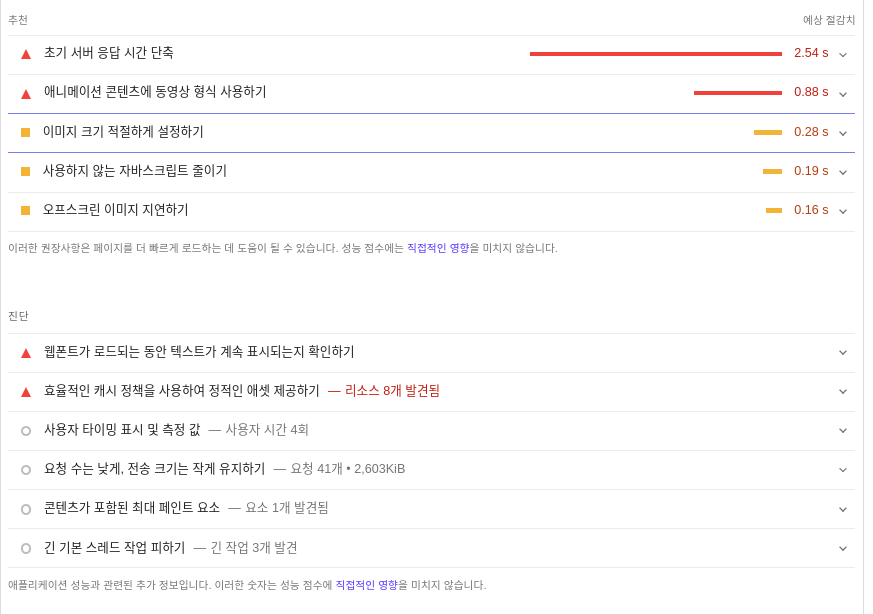 추천 예상 절감치
초기 서버 응답 시간 단축 2.54 s
애니메이션 콘텐츠에 동영상 형식 사용하기 0.88 s
이미지 크기 적절하게 설정하기 0.28 s
사용하지 않는 자바스크립트 줄이기 0.19 s
오프스크린 이미지 지연하기 0.16 s
이러한 권장사항은 페이지를 더 빠르게 로드하는 데 도움이 될 수 있습니다. 성능 점수에는 직접적인 영향을 미치지 않습니다.
진단
웹폰트가 로드되는 동안 텍스트가 계속 표시되는지 확인하기
효율적인 캐시 정책을 사용하여 정적인 애셋 제공하기 — 리소스 8개 발견됨
사용자 타이밍 표시 및 측정 값 — 사용자 시간 4회
요청 수는 낮게, 전송 크기는 작게 유지하기 — 요청 41개 • 2,603KiB
콘텐츠가 포함된 최대 페인트 요소 — 요소 1개 발견됨
긴 기본 스레드 작업 피하기 — 긴 작업 3개 발견
애플리케이션 성능과 관련된 추가 정보입니다. 이러한 숫자는 성능 점수에 직접적인 영향을 미치지 않습니다.